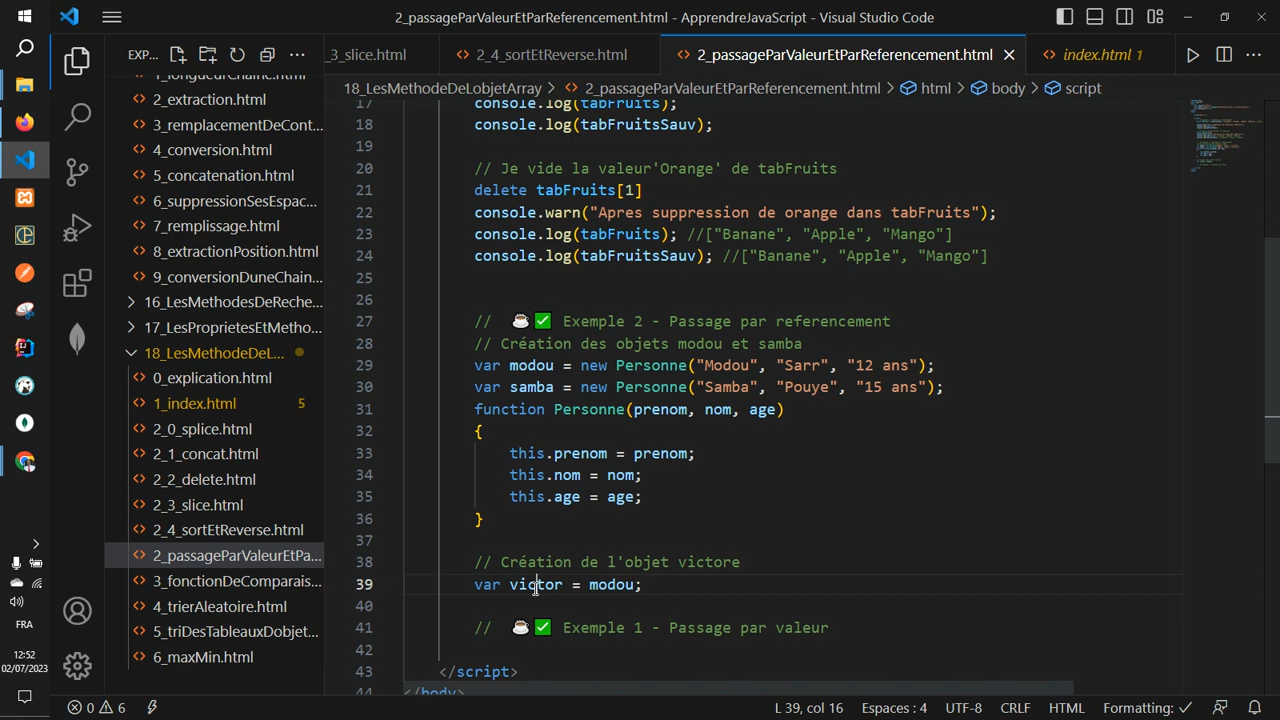 2_passageParValeurEtParReferencement.html - ApprendreJavaScript - Visual Studio Code
EXP...
_3_slice.html
2_4_sortEtReverse.html
2_passageParValeurEtParReferencement.html
index.html 1
18_LesMethodeDeLobjetArray > 2_passageParValeurEtParReferencement.html > html > body > script
1_longueurChaine.html
2_extraction.html
3_remplacementDeCont...
4_conversion.html
5_concatenation.html
6_suppressionSesEspac...
7_remplissage.html
8_extractionPosition.html
9_conversionDuneChain...
16_LesMethodesDeReche...
17_LesProprietesEtMetho...
18_LesMethodeDeL...
0_explication.html
1_index.html 5
2_0_splice.html
2_1_concat.html
2_2_delete.html
2_3_slice.html
2_4_sortEtReverse.html
2_passageParValeurEtPa...
3_fonctionDeComparais...
4_trierAleatoire.html
5_triDesTableauxDobjet...
6_maxMin.html
17 console.log(tabFruits);
18 console.log(tabFruitsSauv);
19
20 // Je vide la valeur'Orange' de tabFruits
21 delete tabFruits[1]
22 console.warn("Apres suppression de orange dans tabFruits");
23 console.log(tabFruits); //["Banane", "Apple", "Mango"]
24 console.log(tabFruitsSauv); //["Banane", "Apple", "Mango"]
25
26
27 // ☕✅ Exemple 2 - Passage par referencement
28 // Création des objets modou et samba
29 var modou = new Personne("Modou", "Sarr", "12 ans");
30 var samba = new Personne("Samba", "Pouye", "15 ans");
31 function Personne(prenom, nom, age)
32 {
33 this.prenom = prenom;
34 this.nom = nom;
35 this.age = age;
36 }
37
38 // Création de l'objet victore
39 var victor = modou;
40
41 // ☕✅ Exemple 1 - Passage par valeur
42
43 </script>
44 </body>
FRA
12:52
02/07/2023
0 6
L 39, col 16
Espaces : 4
UTF-8
CRLF
HTML
Formatting: ✓